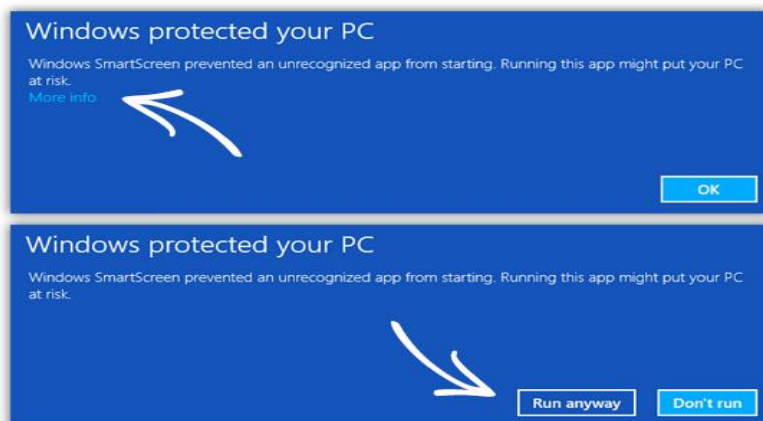 Windows protected your PC
Windows SmartScreen prevented an unrecognized app from starting. Running this app might put your PC
at risk.
More info
OK
Windows protected your PC
Windows SmartScreen prevented an unrecognized app from starting. Running this app might put your PC
at risk.
Run anyway Don't run